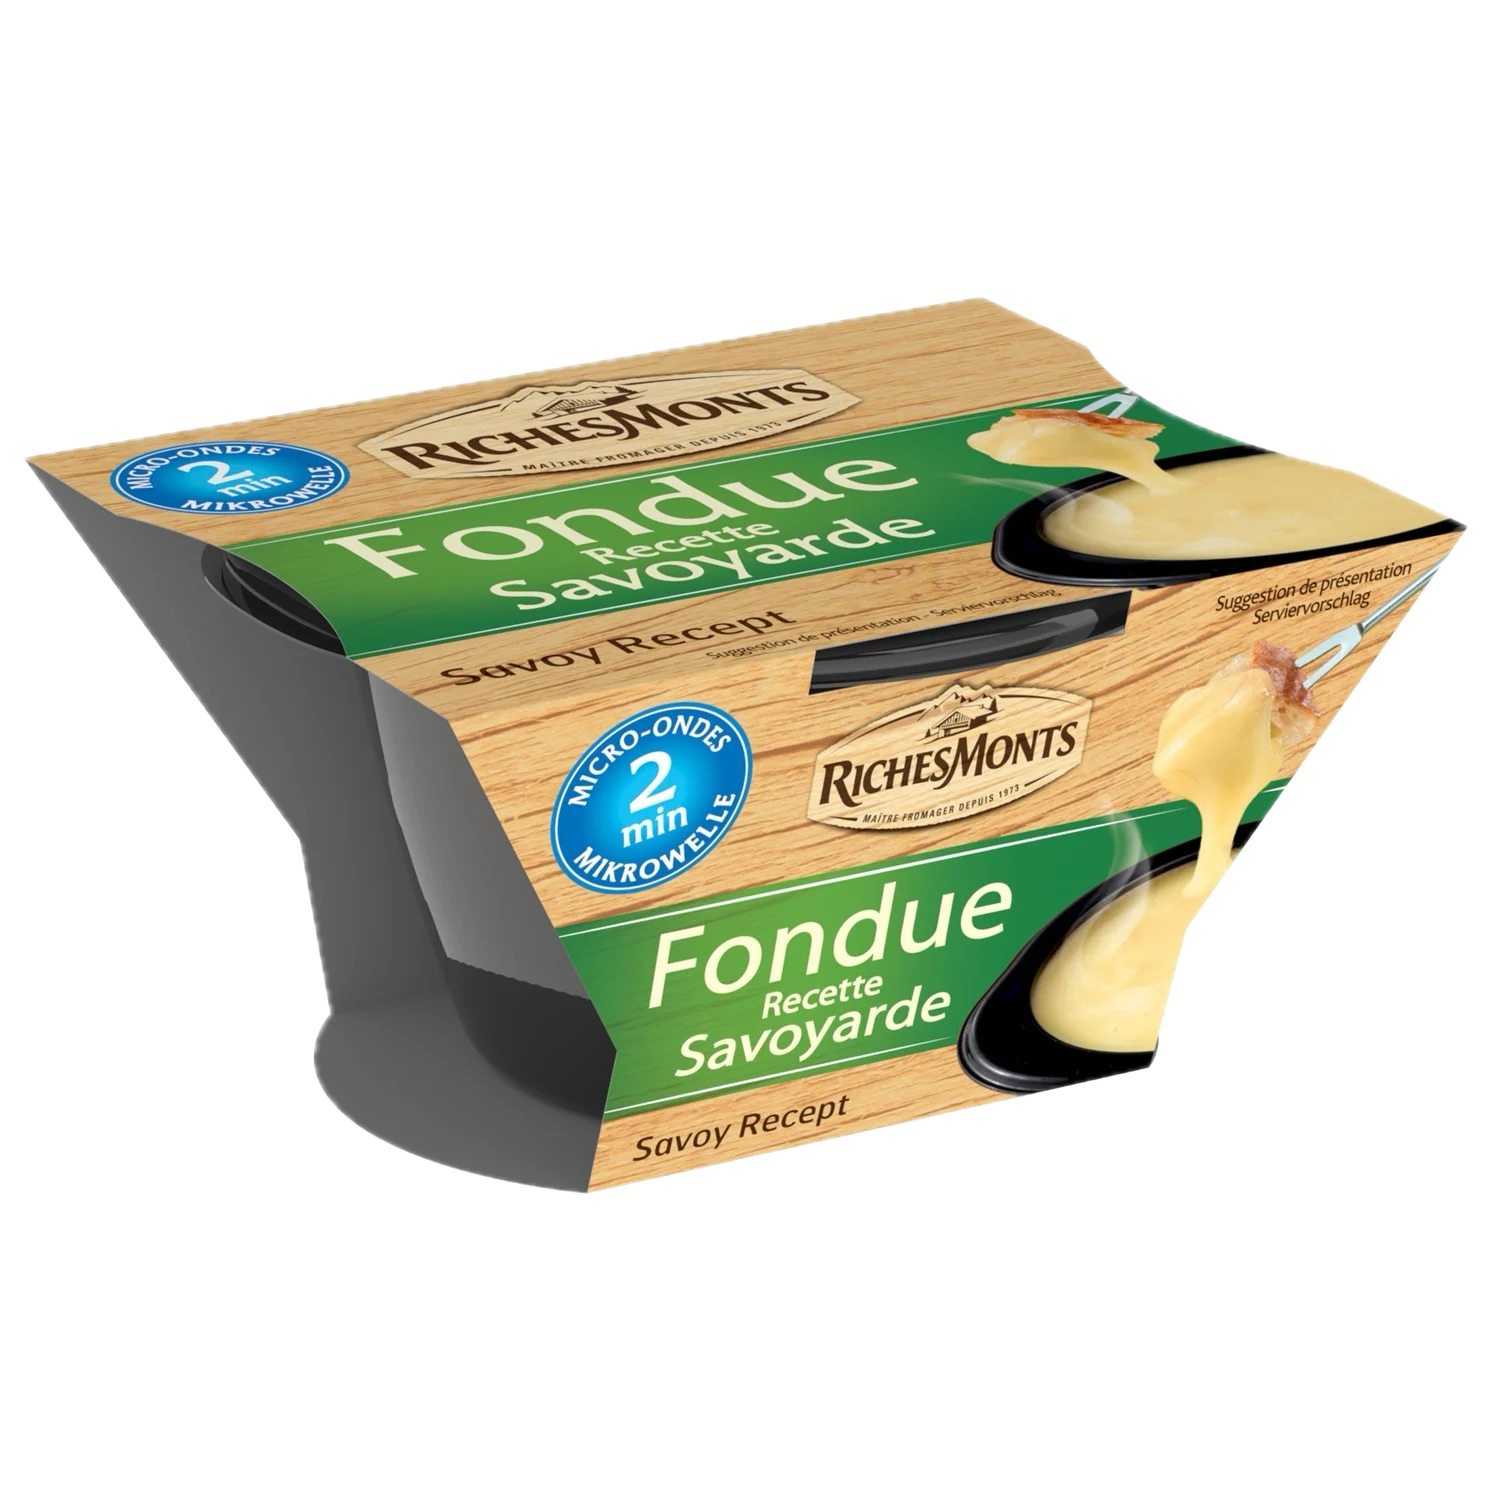 RICHESMONTS
MAÎTRE FROMAGER DEPUIS 1973
MICRO-ONDES
2
min
MIKROWELLE
Fondue
Recette
Savoyarde
Savoy Recept
Suggestion de présentation - Serviervorschlag
Suggestion de présentation
Serviervorschlag
MICRO-ONDES
2
min
MIKROWELLE
RICHESMONTS
MAÎTRE FROMAGER DEPUIS 1973
Fondue
Recette
Savoyarde
Savoy Recept